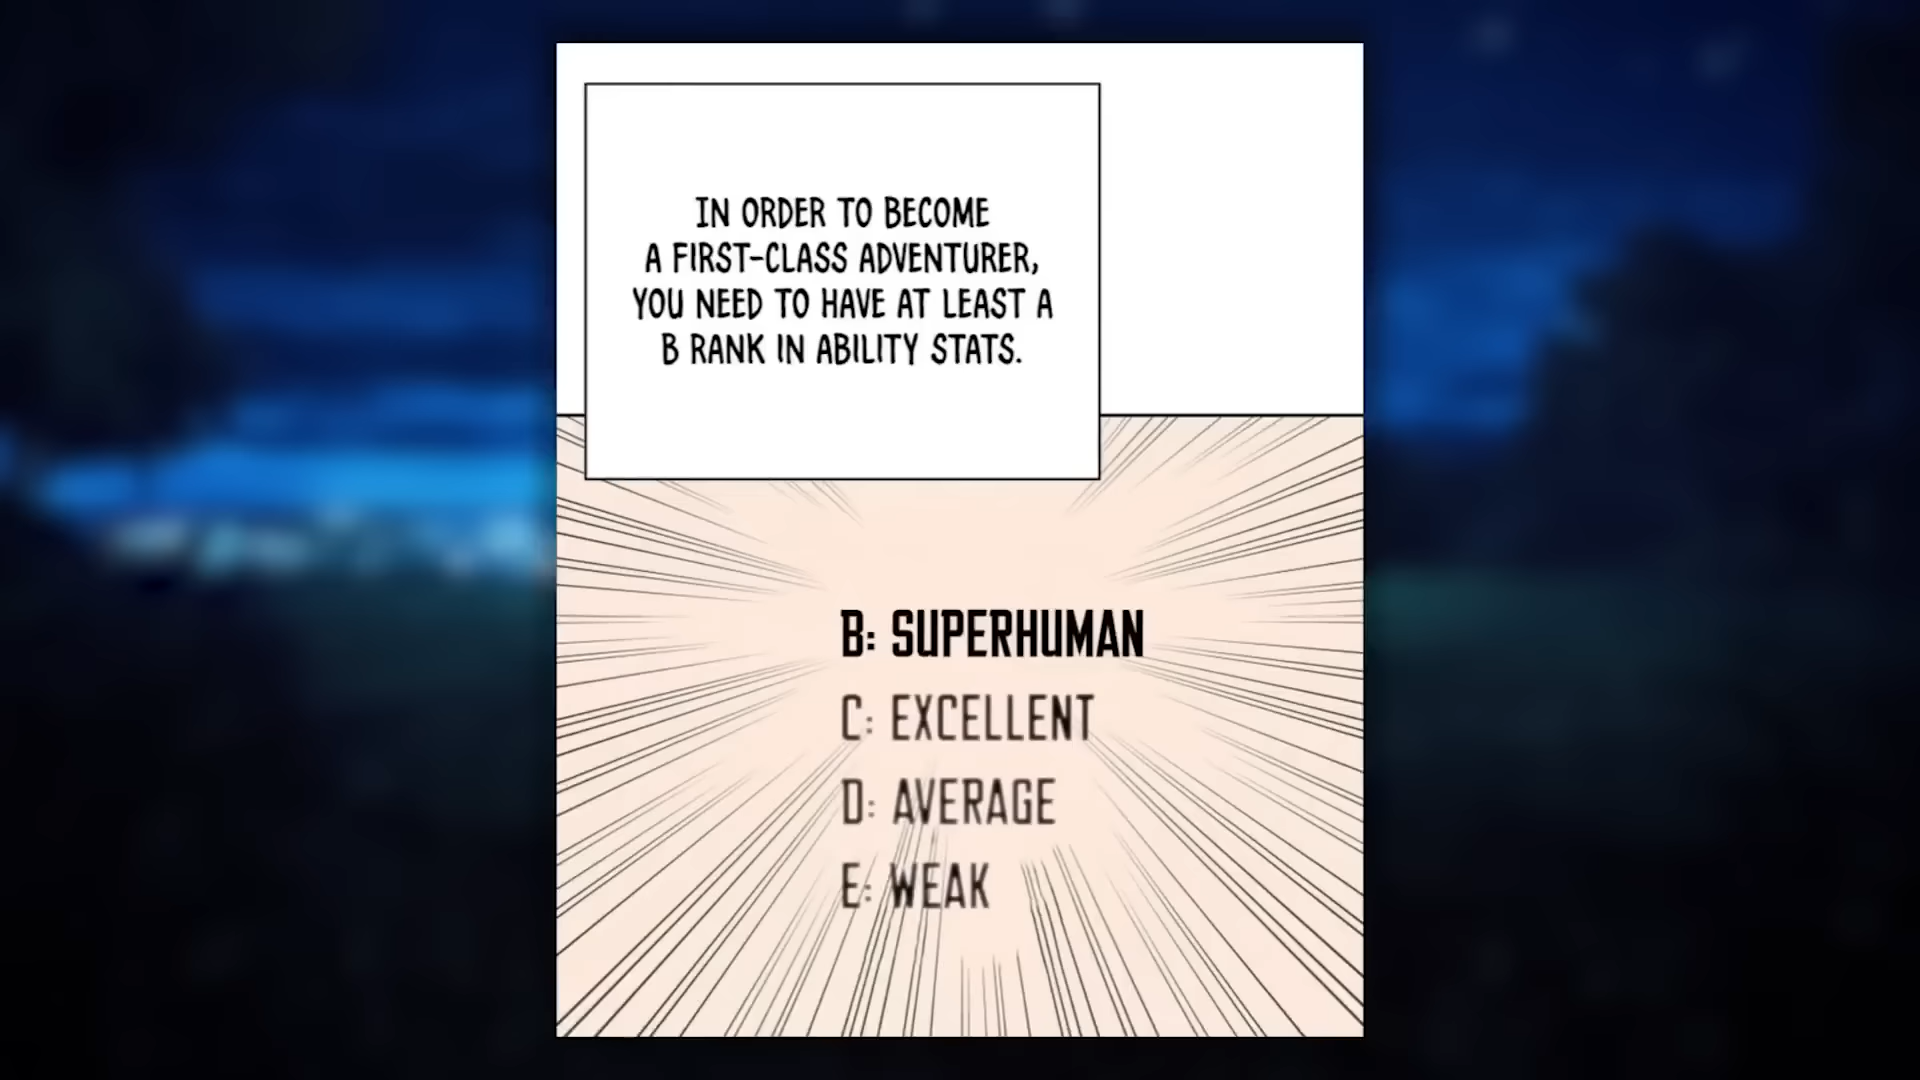 IN ORDER TO BECOME
A FIRST-CLASS ADVENTURER,
YOU NEED TO HAVE AT LEAST A
B RANK IN ABILITY STATS.
B: SUPERHUMAN
C: EXCELLENT
D: AVERAGE
E: WEAK